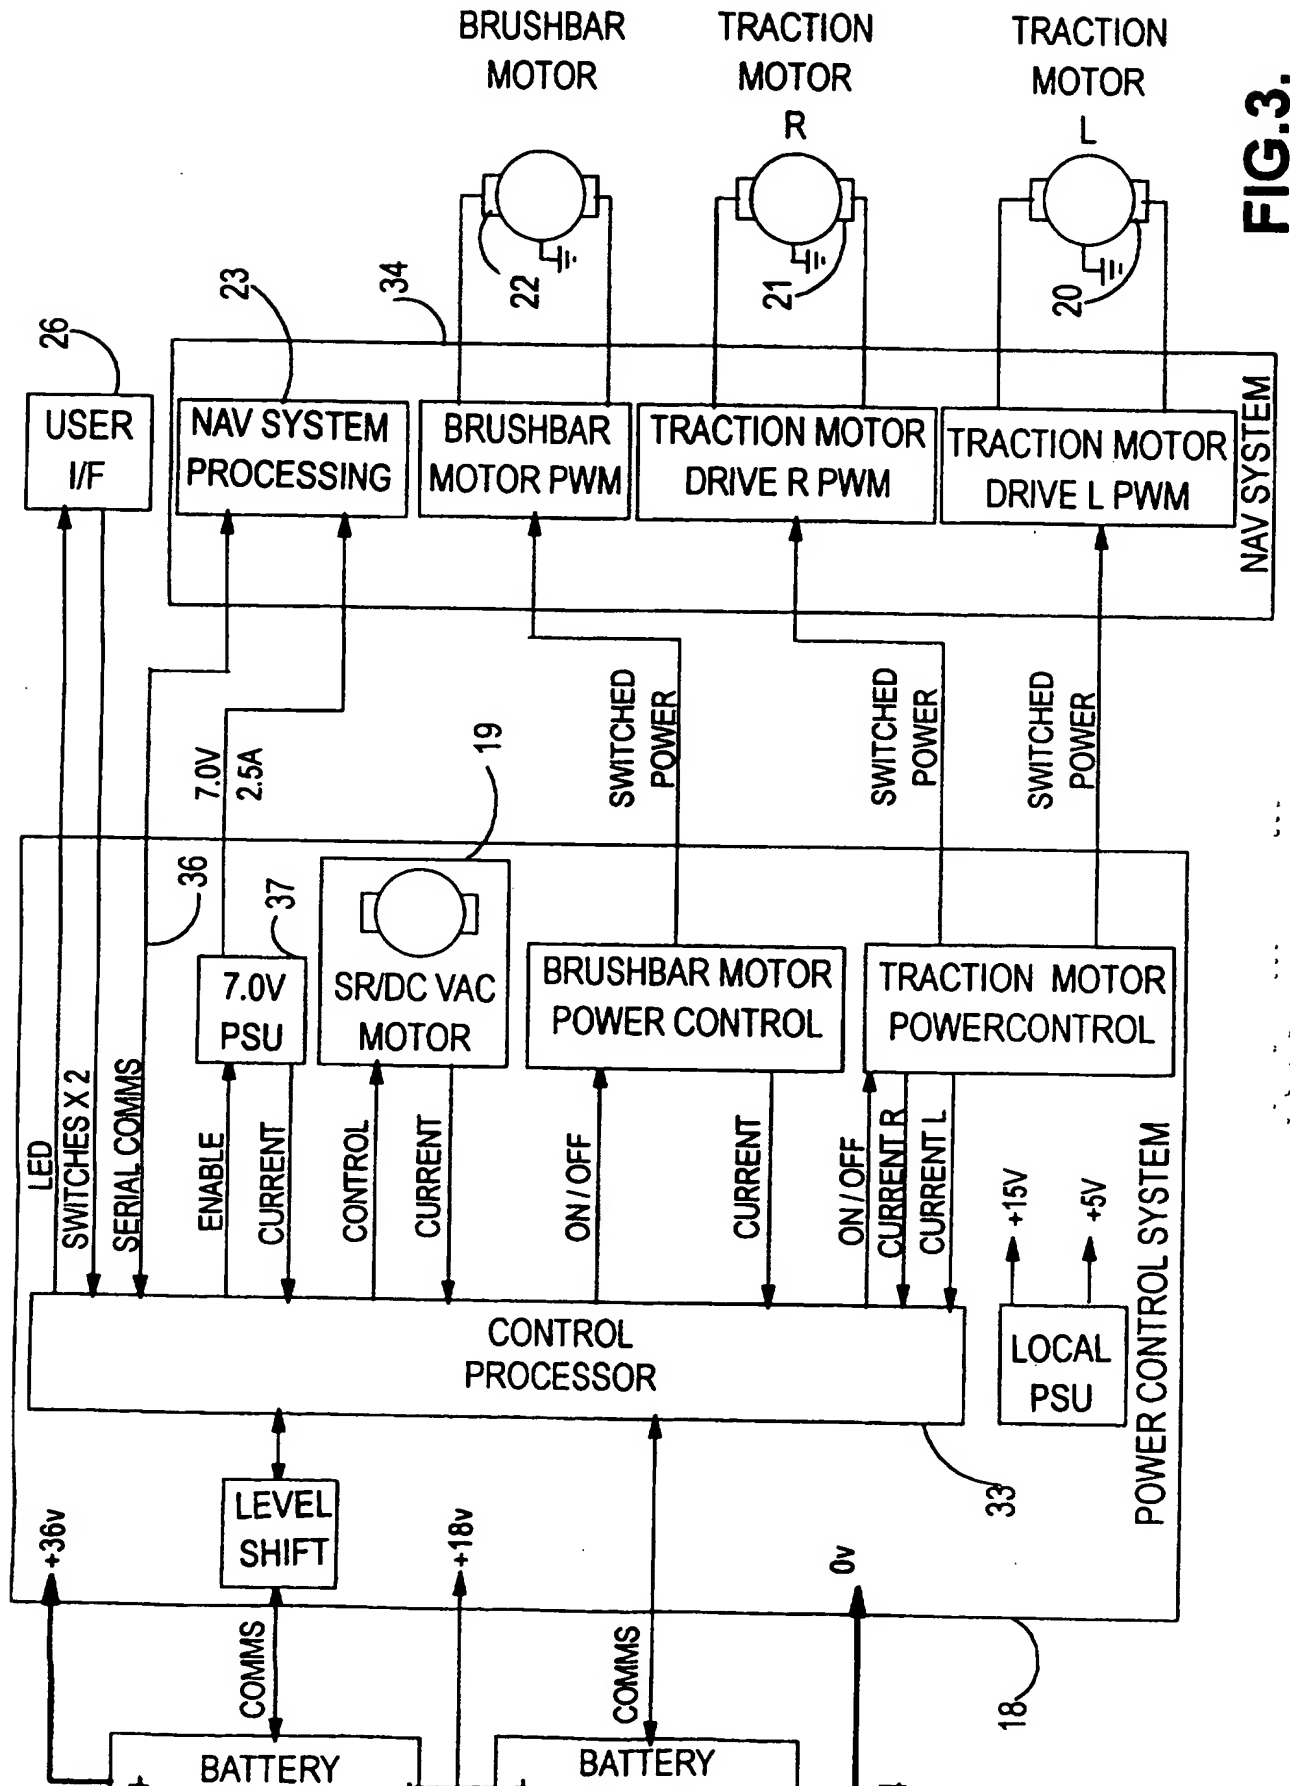 BRUSHBAR
MOTOR
TRACTION
MOTOR
R
TRACTION
MOTOR
L
FIG.3.
22
21
20
26
23
34
USER
I/F
NAV SYSTEM
PROCESSING
BRUSHBAR
MOTOR PWM
TRACTION MOTOR
DRIVE R PWM
TRACTION MOTOR
DRIVE L PWM
NAV SYSTEM
7.0V
2.5A
19
SWITCHED
POWER
SWITCHED
POWER
SWITCHED
POWER
36
37
7.0V
PSU
SR/DC VAC
MOTOR
BRUSHBAR MOTOR
POWER CONTROL
TRACTION MOTOR
POWERCONTROL
LED
SWITCHES X 2
SERIAL COMMS
ENABLE
CURRENT
CONTROL
CURRENT
ON / OFF
CURRENT
ON / OFF
CURRENT R
CURRENT L
+15V
+5V
CONTROL
PROCESSOR
LOCAL
PSU
POWER CONTROL SYSTEM
33
LEVEL
SHIFT
+36v
+18v
0v
COMMS
COMMS
18
BATTERY
BATTERY
+